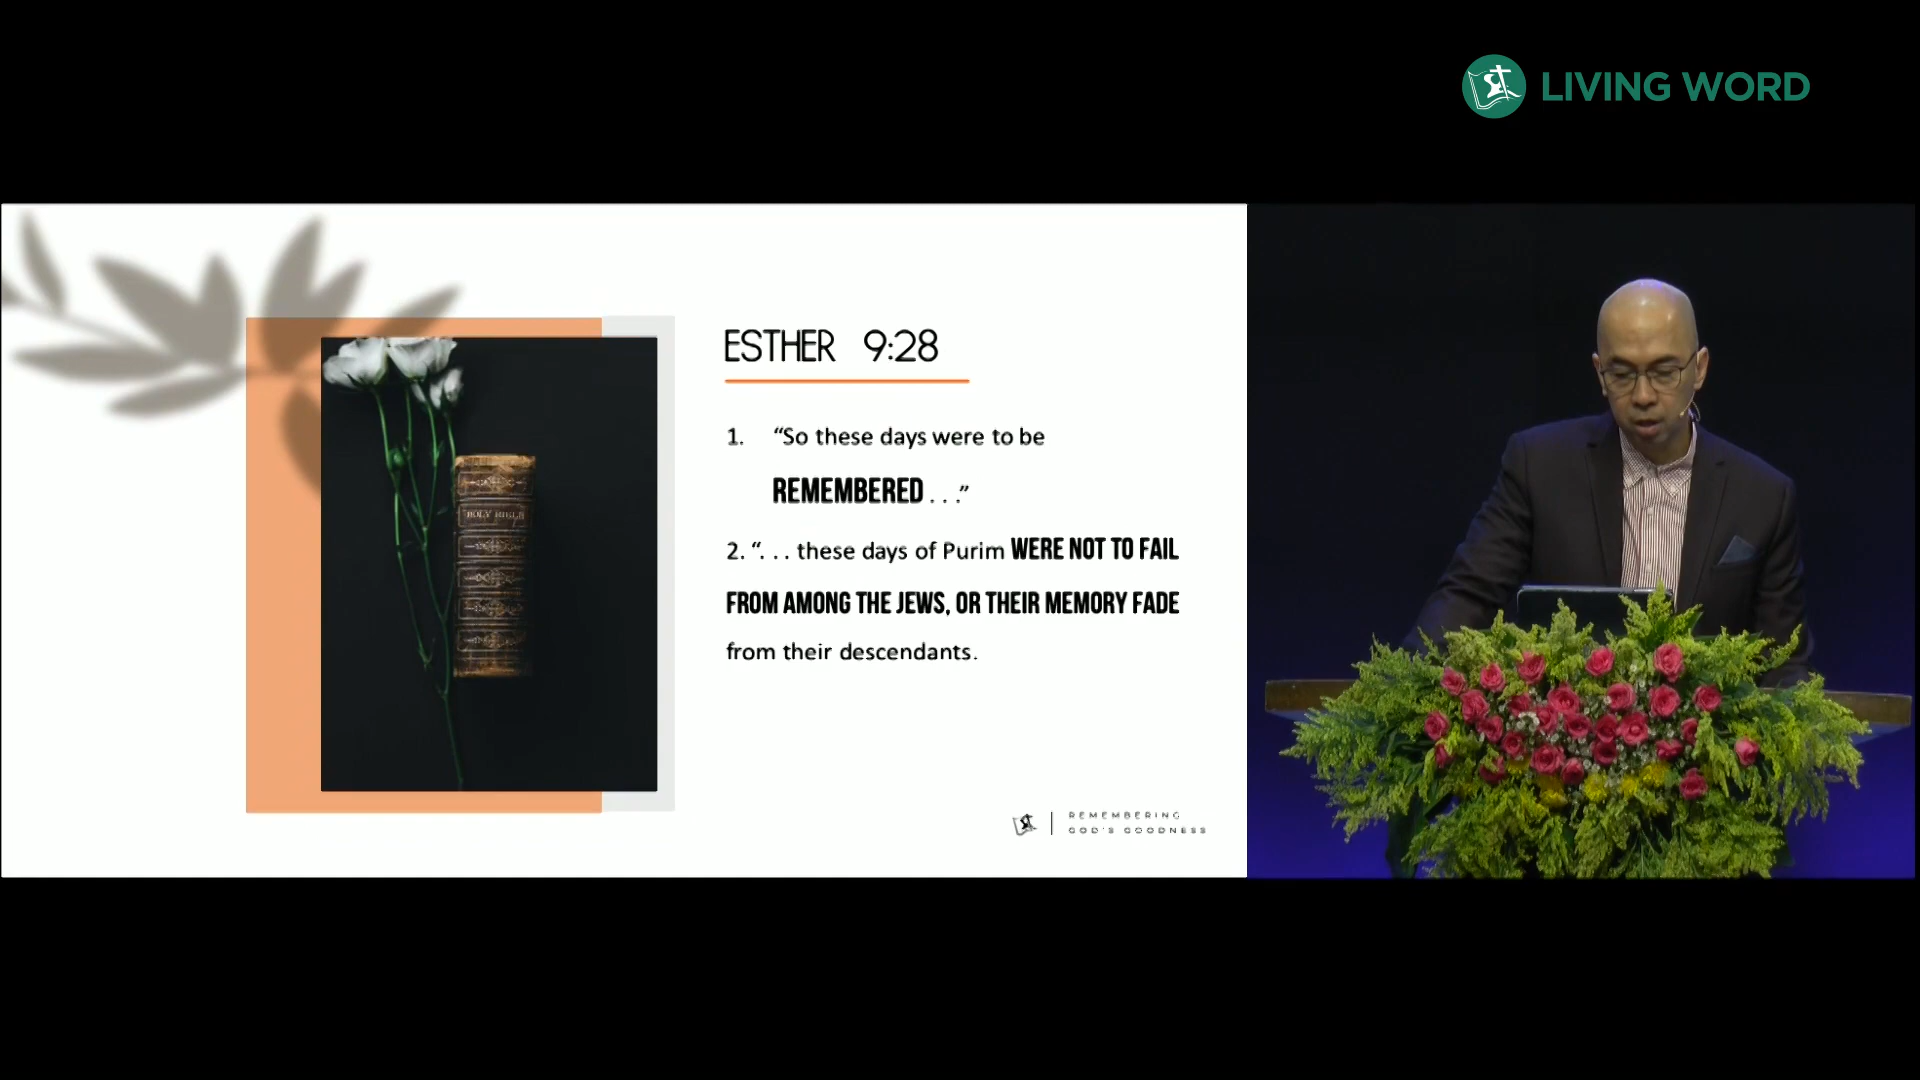 LIVING WORD
ESTHER 9:28
1. “So these days were to be
REMEMBERED . . .”
2. “. . . these days of Purim WERE NOT TO FAIL
FROM AMONG THE JEWS, OR THEIR MEMORY FADE
from their descendants.
HOLY BIBLE
REMEMBERING
GOD'S GOODNESS